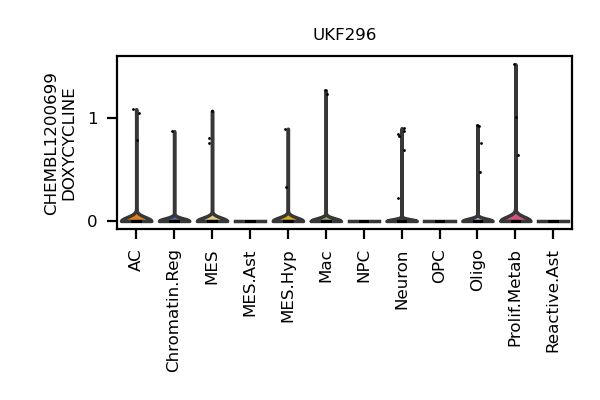 UKF296
CHEMBL1200699
DOXYCYCLINE
1
0
AC
Chromatin.Reg
MES
MES.Ast
MES.Hyp
Mac
NPC
Neuron
OPC
Oligo
Prolif.Metab
Reactive.Ast